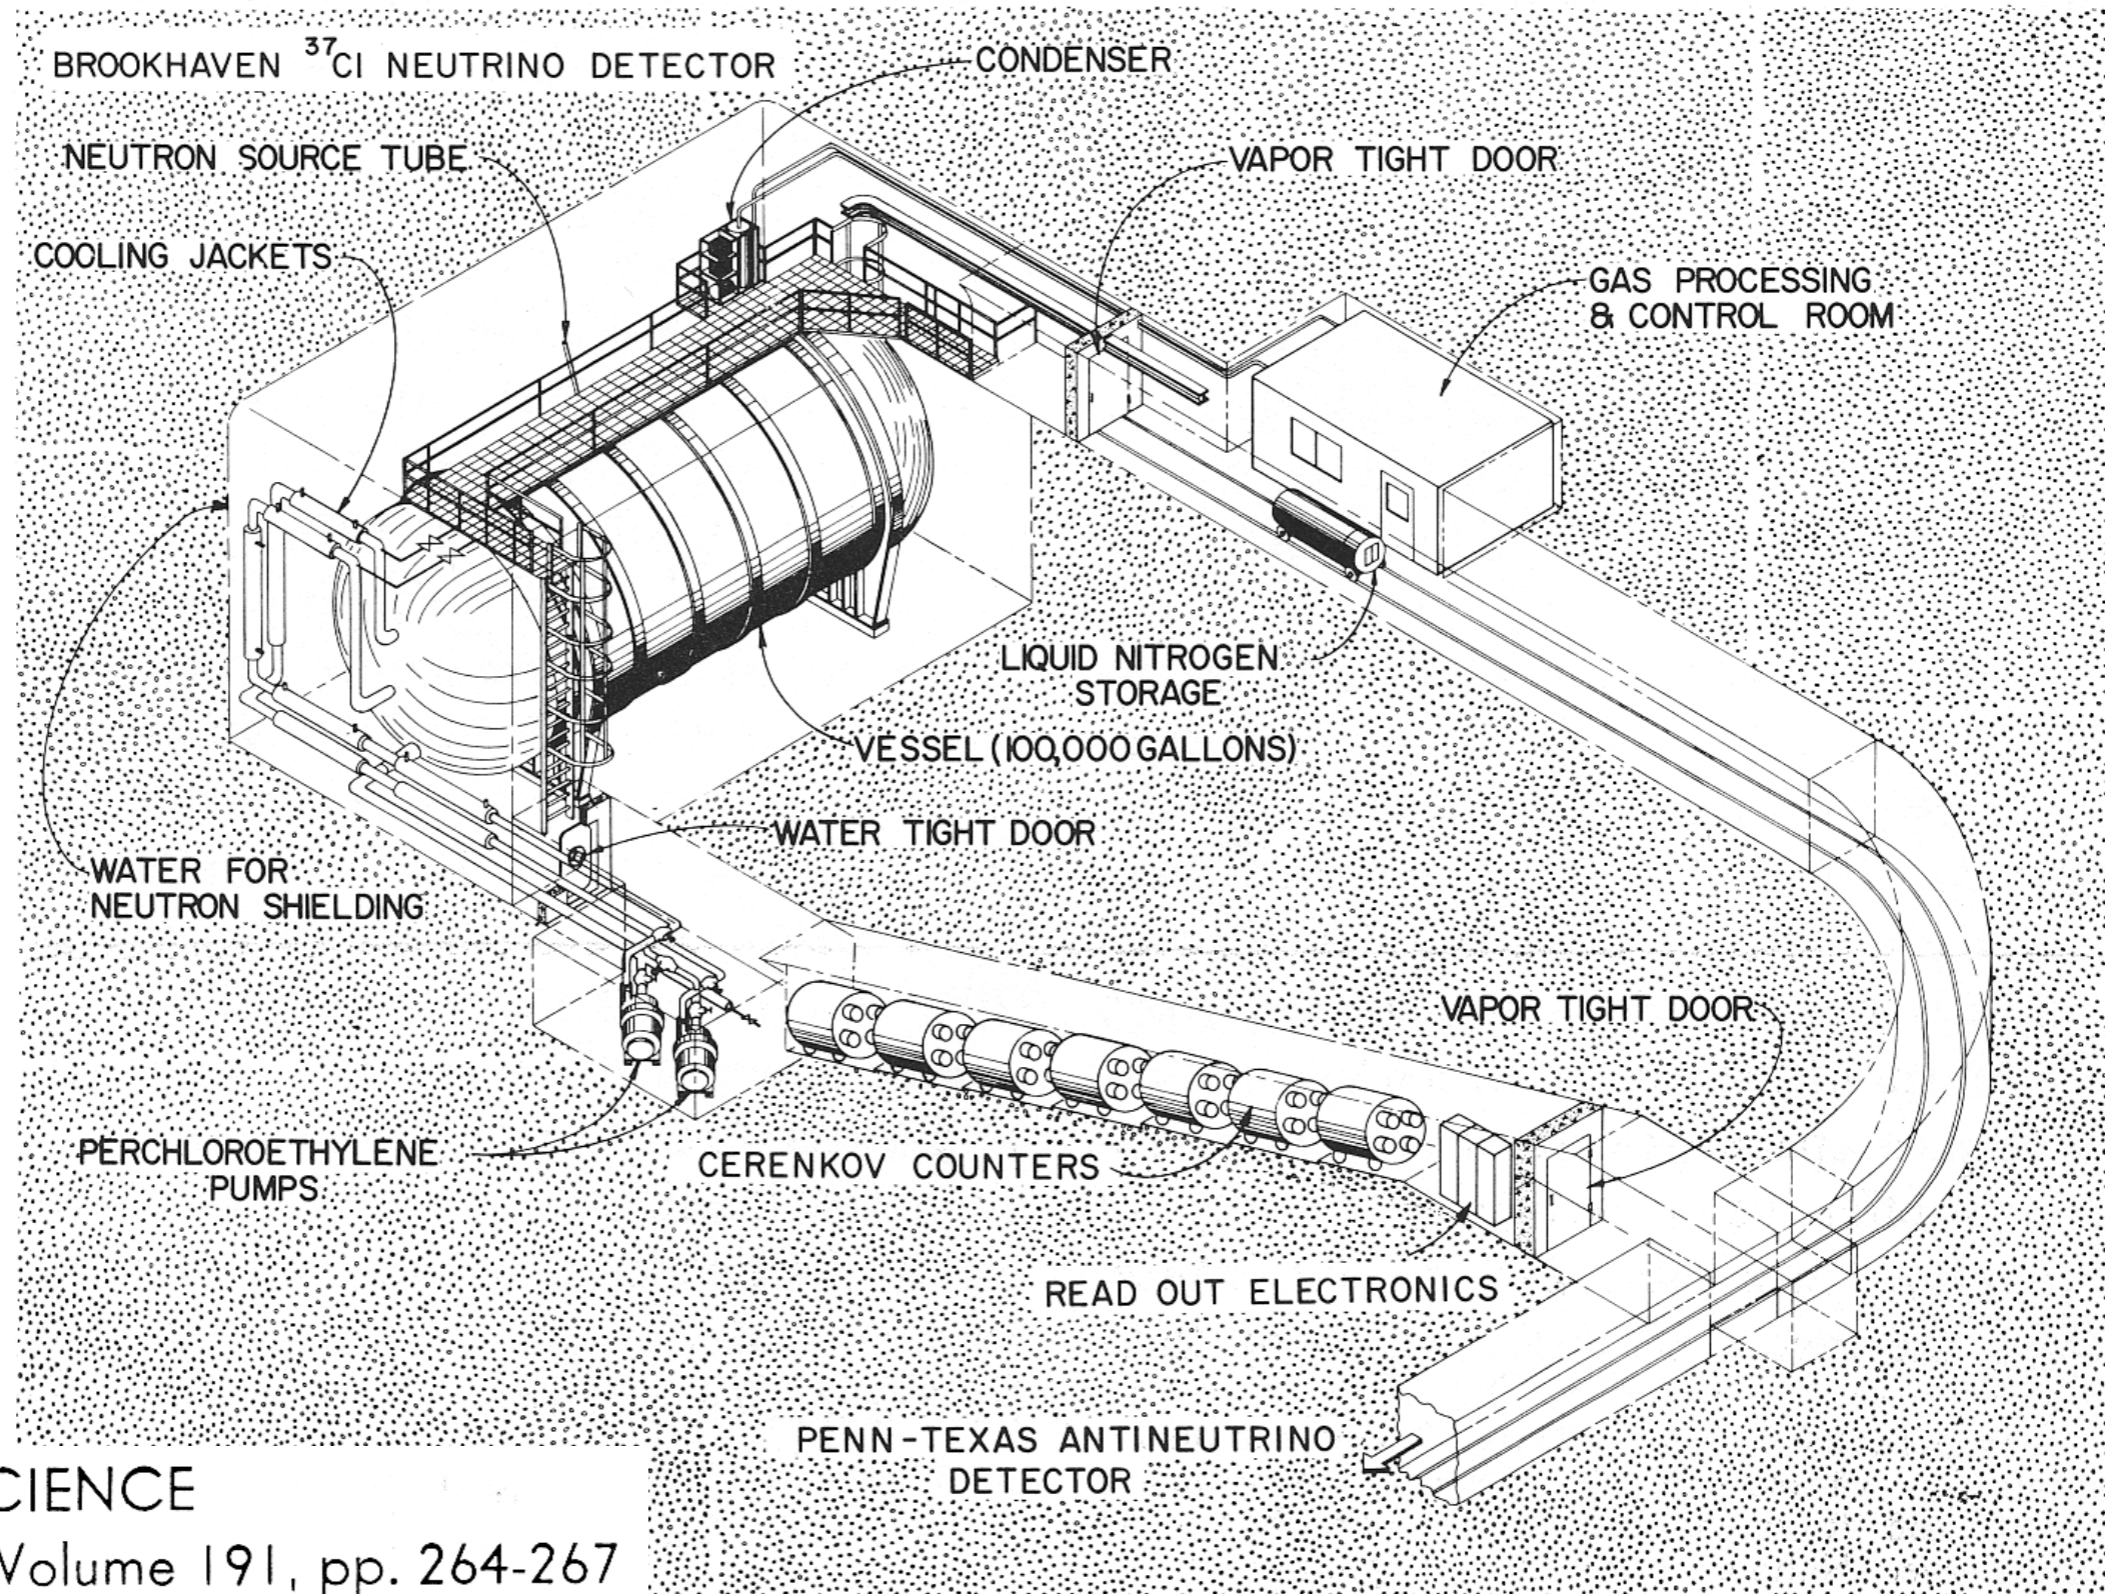 BROOKHAVEN ³⁷Cl NEUTRINO DETECTOR
CONDENSER
NEUTRON SOURCE TUBE
VAPOR TIGHT DOOR
COOLING JACKETS
GAS PROCESSING
& CONTROL ROOM
LIQUID NITROGEN
STORAGE
VESSEL (100,000 GALLONS)
WATER TIGHT DOOR
WATER FOR
NEUTRON SHIELDING
VAPOR TIGHT DOOR
PERCHLOROETHYLENE
PUMPS
CERENKOV COUNTERS
READ OUT ELECTRONICS
PENN-TEXAS ANTINEUTRINO
DETECTOR
CIENCE
Volume 191, pp. 264-267